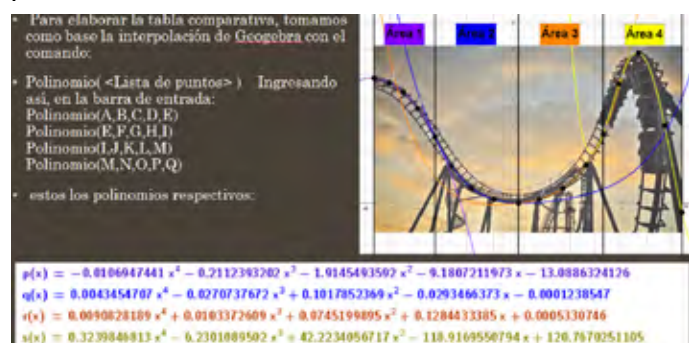 • Para elaborar la tabla comparativa, tomamos
como base la interpolación de Geogebra con el
comando:
• Polinomio( <Lista de puntos> ) Ingresando
así, en la barra de entrada:
Polinomio(A,B,C,D,E)
Polinomio(E,F,G,H,I)
Polinomio(I,J,K,L,M)
Polinomio(M,N,O,P,Q)
• estos los polinomios respectivos:
Área 1 Área 2 Área 3 Área 4
p(x) = −0.0106947441 x⁴ − 0.2112393202 x³ − 1.9145493592 x² − 9.1807211973 x − 13.0886324126
q(x) = 0.0043454707 x⁴ − 0.0270737672 x³ + 0.1017852369 x² − 0.0293466373 x − 0.0001238547
r(x) = 0.0090828189 x⁴ + 0.0103372609 x³ + 0.0745199895 x² + 0.1284433385 x + 0.0005330746
s(x) = 0.3239846813 x⁴ − 6.2301089502 x³ + 42.2234056717 x² − 118.9169550794 x + 120.7670251105